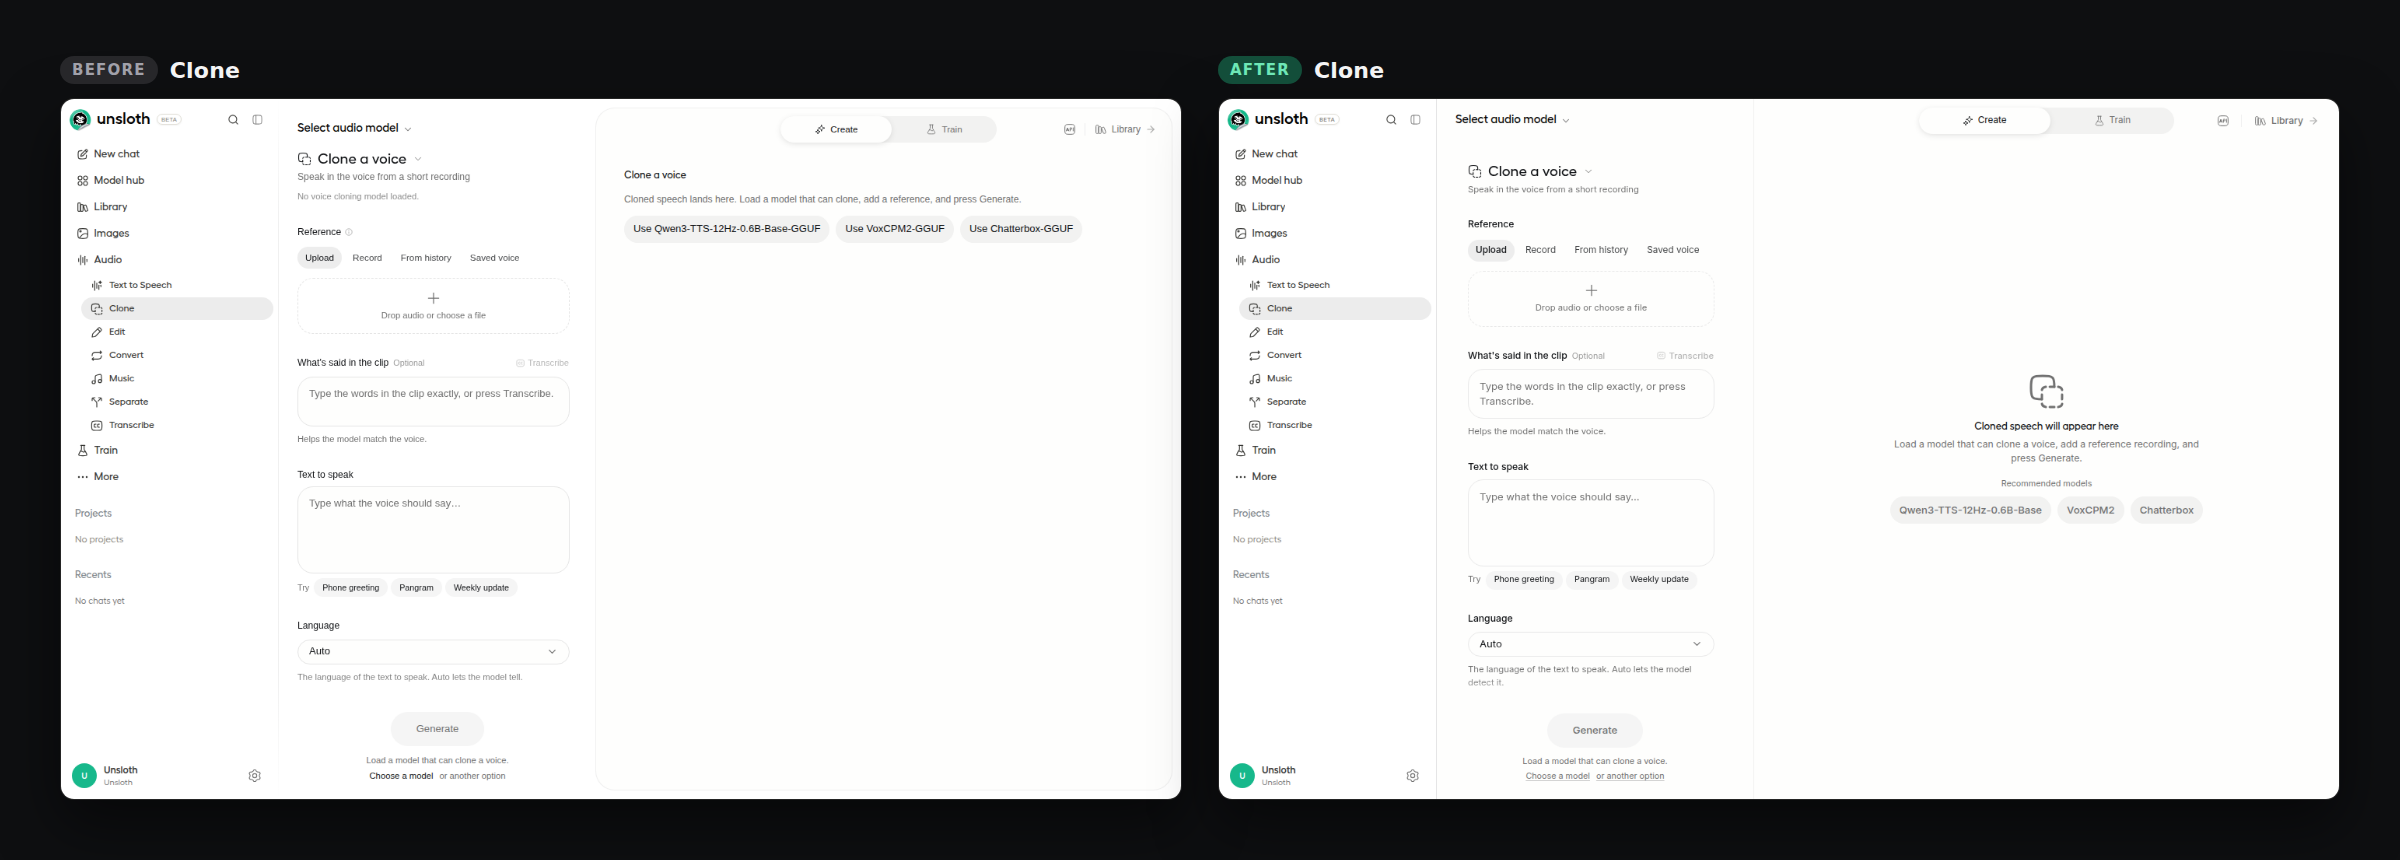 BEFORE Clone
unsloth BETA
New chat
Model hub
Library
Images
Audio
Text to Speech
Clone
Edit
Convert
Music
Separate
Transcribe
Train
More
Projects
No projects
Recents
No chats yet
U
Unsloth
Unsloth
Select audio model
Clone a voice
Speak in the voice from a short recording
No voice cloning model loaded.
Reference
Upload Record From history Saved voice
Drop audio or choose a file
What's said in the clip Optional Transcribe
Type the words in the clip exactly, or press Transcribe.
Helps the model match the voice.
Text to speak
Type what the voice should say...
Try Phone greeting Pangram Weekly update
Language
Auto
The language of the text to speak. Auto lets the model tell.
Generate
Load a model that can clone a voice.
Choose a model or another option
Create Train
API Library
Clone a voice
Cloned speech lands here. Load a model that can clone, add a reference, and press Generate.
Use Qwen3-TTS-12Hz-0.6B-Base-GGUF Use VoxCPM2-GGUF Use Chatterbox-GGUF
AFTER Clone
unsloth BETA
New chat
Model hub
Library
Images
Audio
Text to Speech
Clone
Edit
Convert
Music
Separate
CC Transcribe
Train
More
Projects
No projects
Recents
No chats yet
U
Unsloth
Unsloth
Select audio model
Clone a voice
Speak in the voice from a short recording
Reference
Upload Record From history Saved voice
Drop audio or choose a file
What's said in the clip Optional Transcribe
Type the words in the clip exactly, or press
Transcribe.
Helps the model match the voice.
Text to speak
Type what the voice should say...
Try Phone greeting Pangram Weekly update
Language
Auto
The language of the text to speak. Auto lets the model
detect it.
Generate
Load a model that can clone a voice.
Choose a model or another option
Create Train
API Library
Cloned speech will appear here
Load a model that can clone a voice, add a reference recording, and
press Generate.
Recommended models
Qwen3-TTS-12Hz-0.6B-Base VoxCPM2 Chatterbox